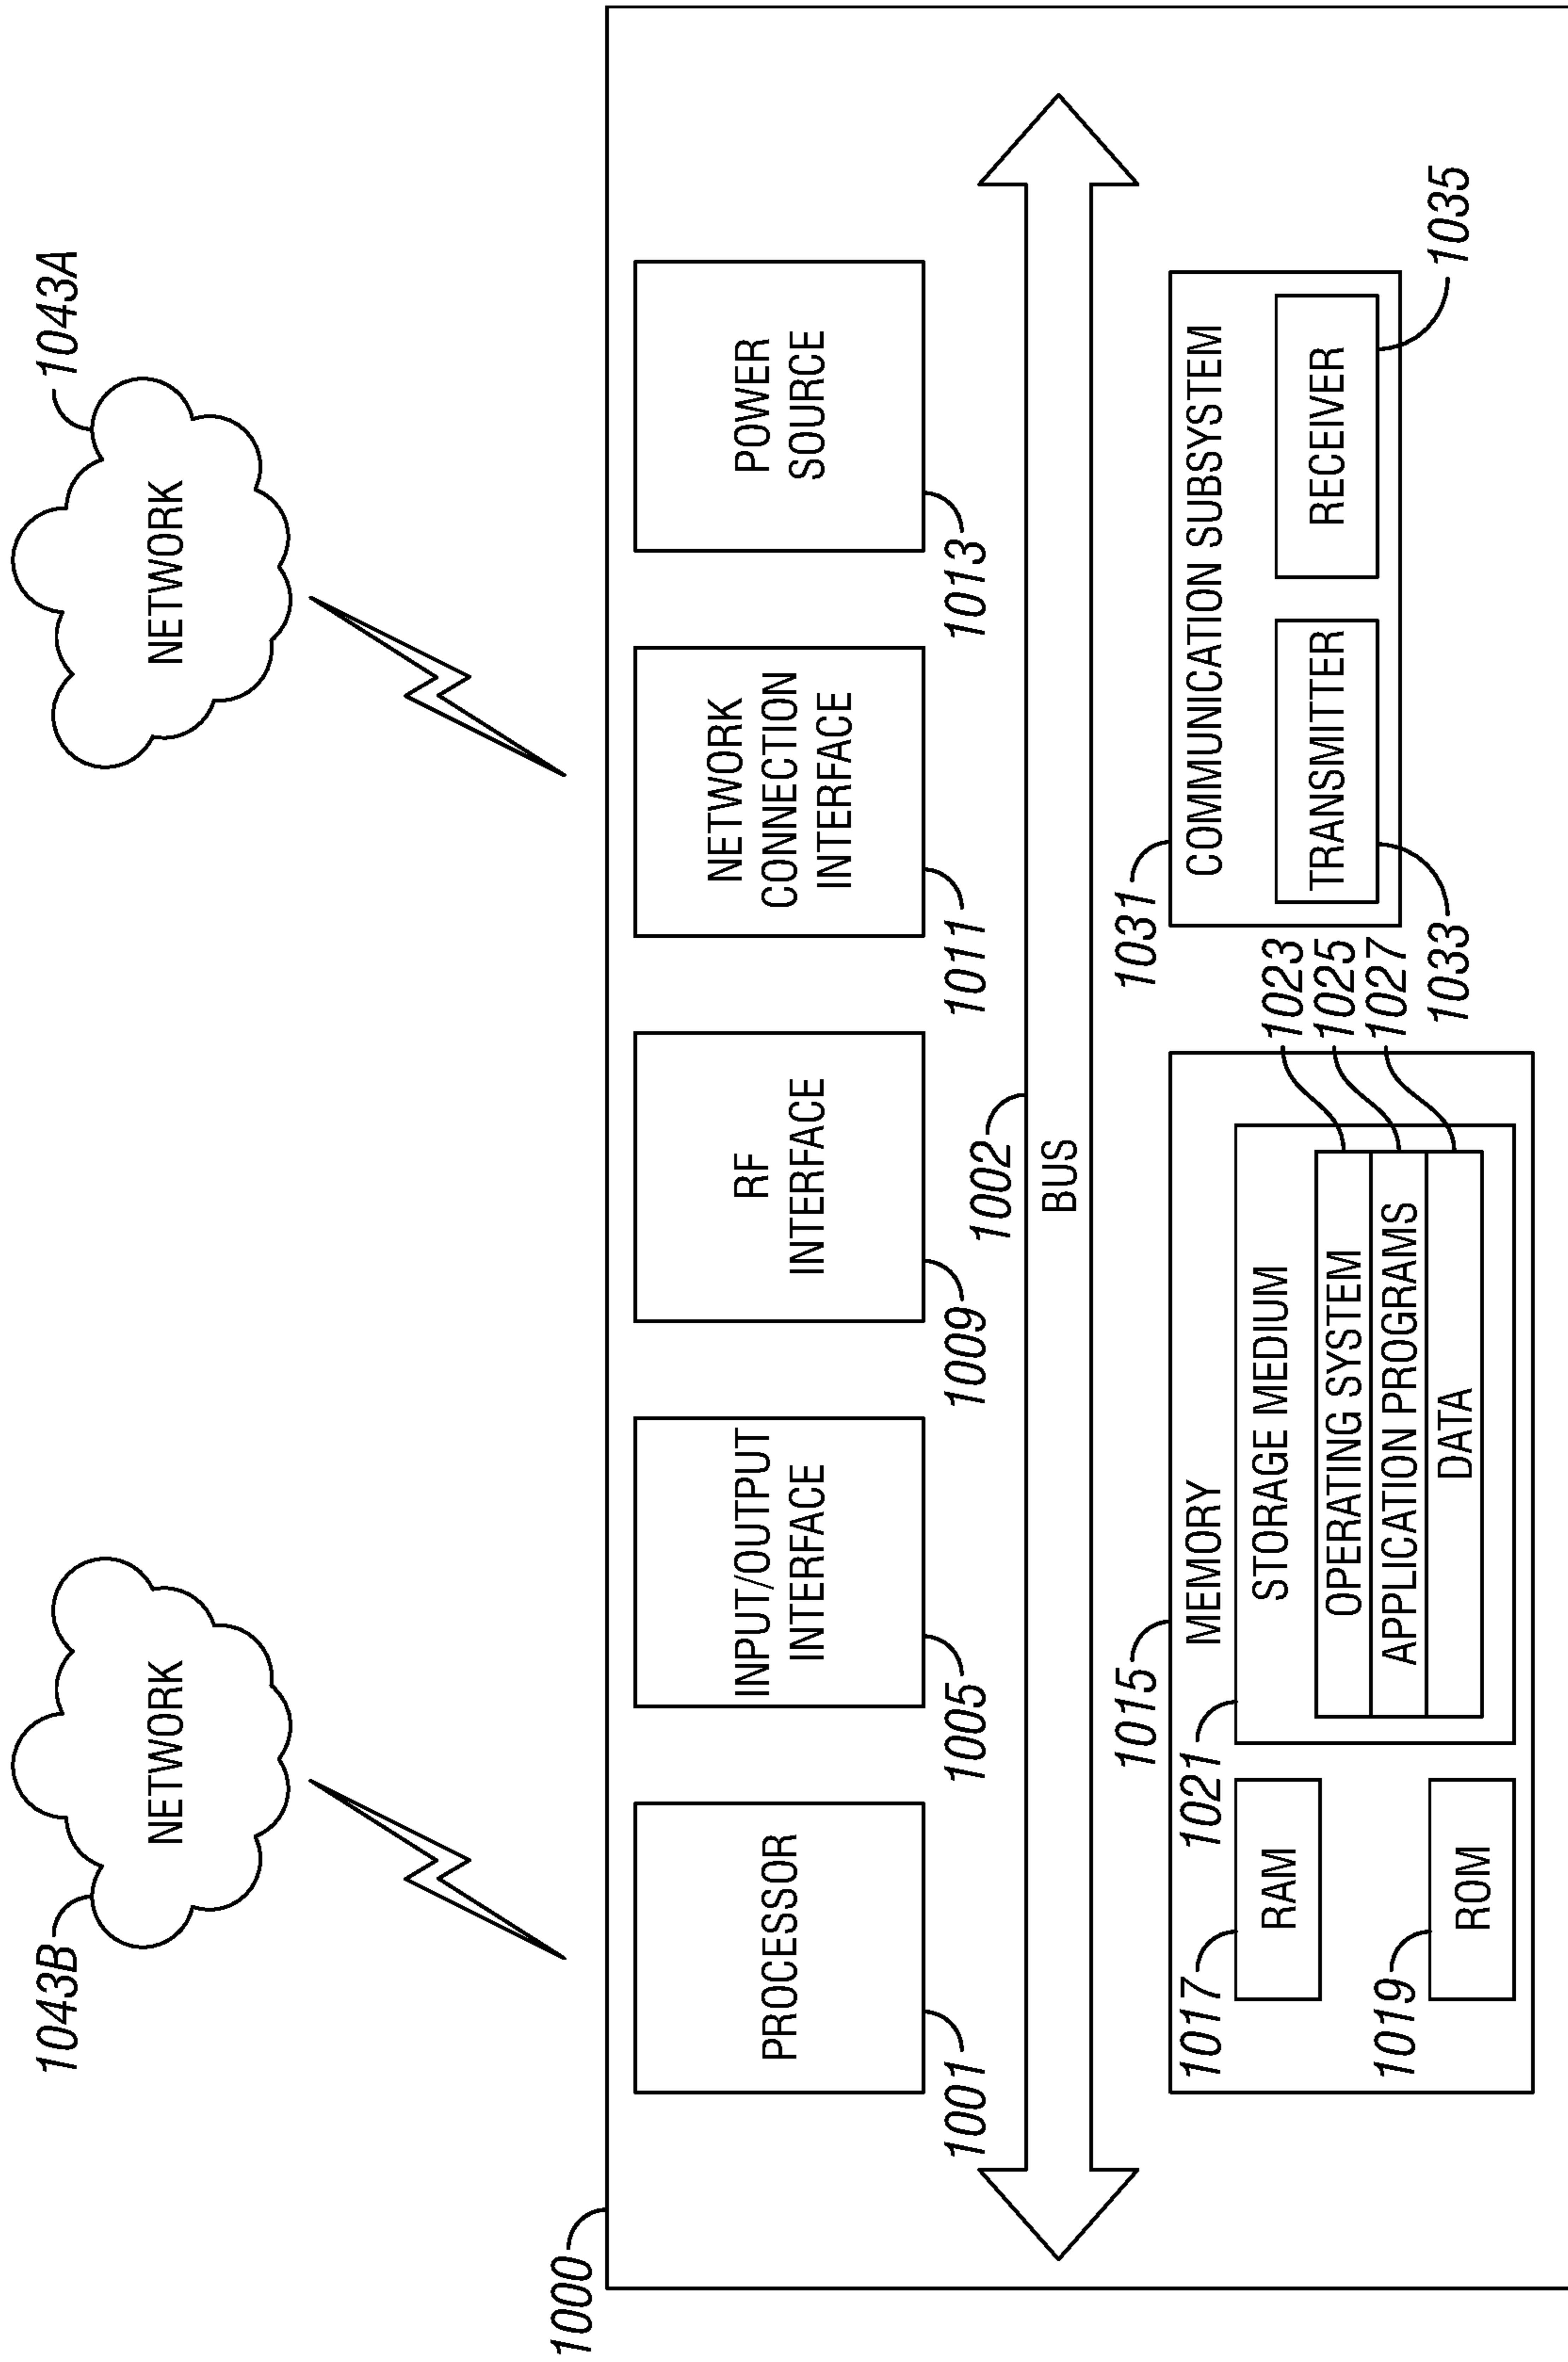 1043B
NETWORK
1043A
NETWORK
1000
PROCESSOR
1001
INPUT/OUTPUT
INTERFACE
1005
RF
INTERFACE
1009
NETWORK
CONNECTION
INTERFACE
1011
POWER
SOURCE
1013
1002
BUS
1015
MEMORY
1017
RAM
1019
ROM
1021
STORAGE MEDIUM
OPERATING SYSTEM
1023
APPLICATION PROGRAMS
1025
DATA
1027
1031
COMMUNICATION SUBSYSTEM
TRANSMITTER
1033
RECEIVER
1035